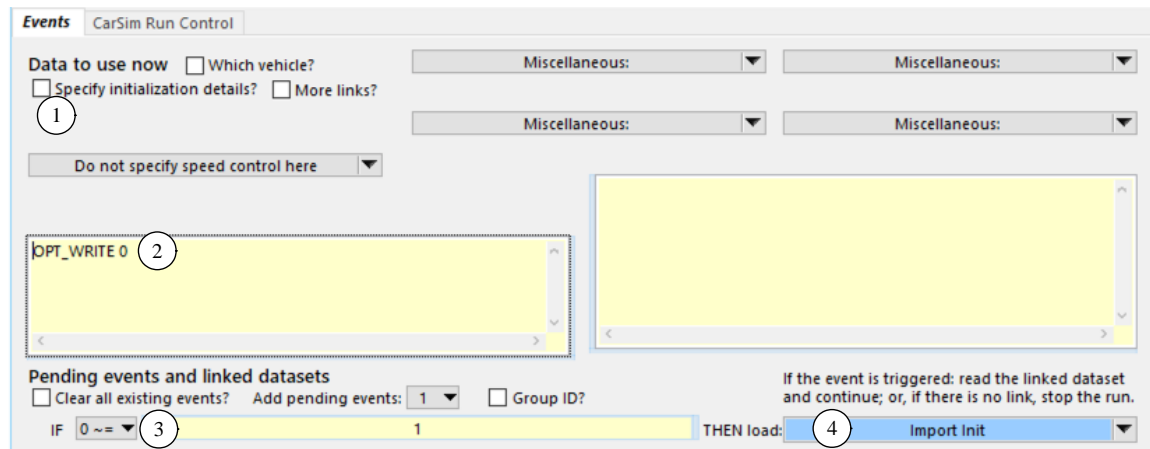 Events CarSim Run Control
Data to use now Which vehicle? Miscellaneous: Miscellaneous:
Specify initialization details? More links?
1
Miscellaneous: Miscellaneous:
Do not specify speed control here
OPT_WRITE 0 2
Pending events and linked datasets
If the event is triggered: read the linked dataset
Clear all existing events? Add pending events: 1 Group ID? and continue; or, if there is no link, stop the run.
IF 0 ~= 3 1 THEN load: 4 Import Init